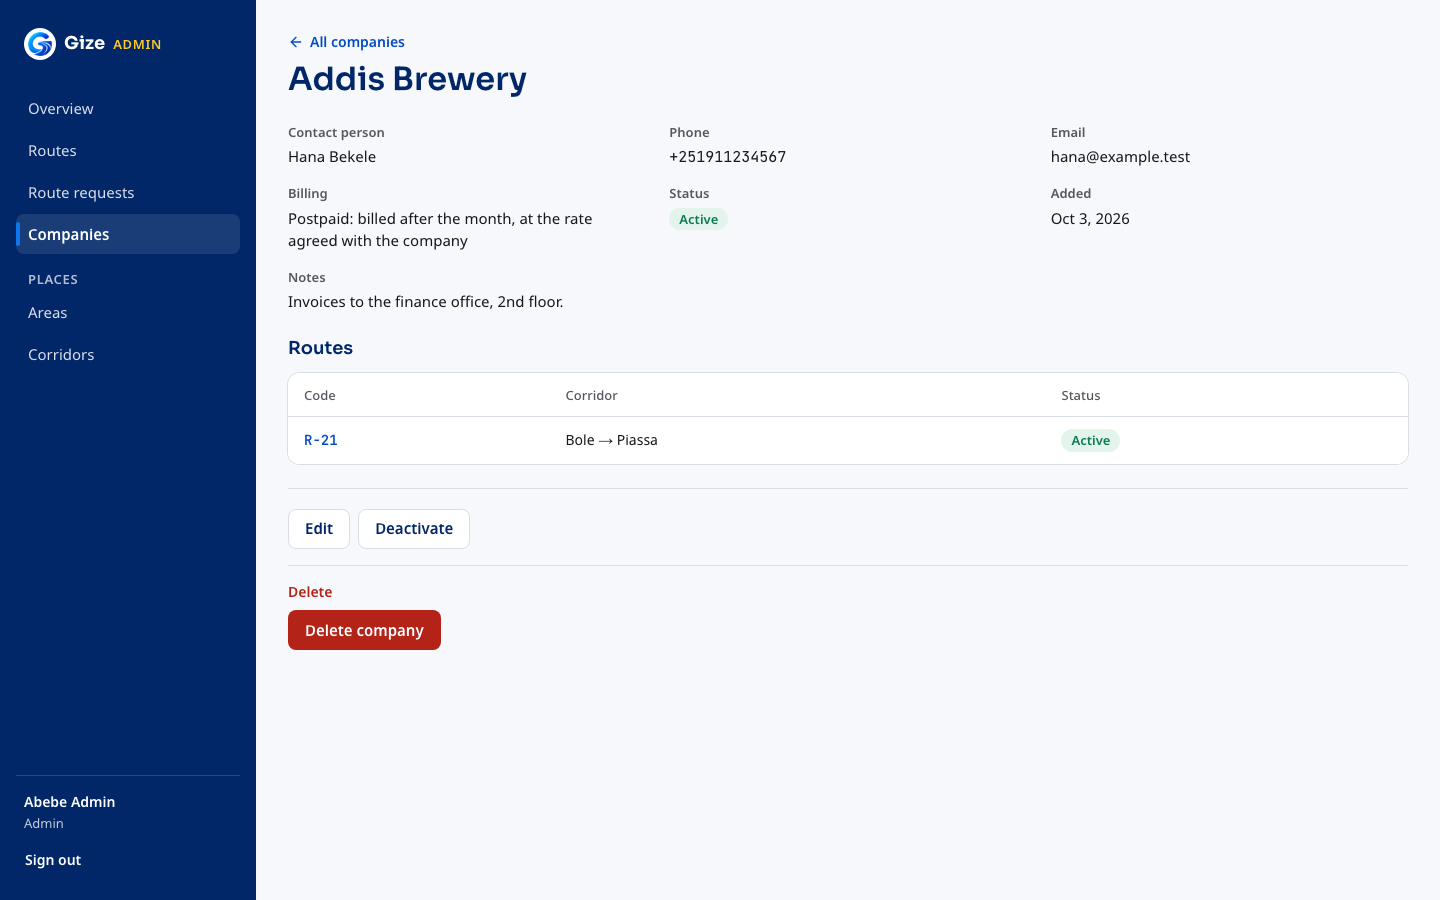 Gize ADMIN
Overview
Routes
Route requests
Companies
PLACES
Areas
Corridors
Abebe Admin
Admin
Sign out
← All companies
Addis Brewery
Contact person
Hana Bekele
Phone
+251911234567
Email
hana@example.test
Billing
Postpaid: billed after the month, at the rate
agreed with the company
Status
Active
Added
Oct 3, 2026
Notes
Invoices to the finance office, 2nd floor.
Routes
Code Corridor Status
R-21 Bole → Piassa Active
Edit Deactivate
Delete
Delete company